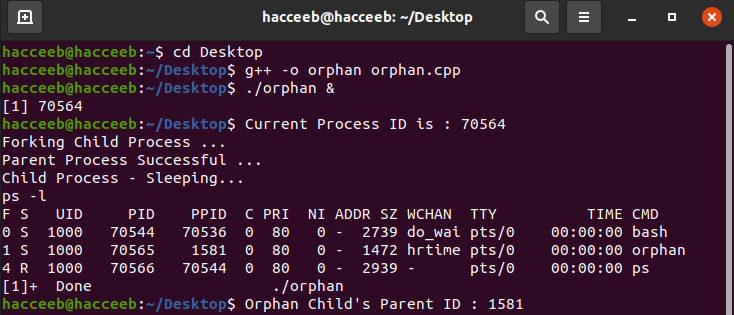 hacceeb@hacceeb: ~/Desktop
hacceeb@hacceeb:~$ cd Desktop
hacceeb@hacceeb:~/Desktop$ g++ -o orphan orphan.cpp
hacceeb@hacceeb:~/Desktop$ ./orphan &
[1] 70564
hacceeb@hacceeb:~/Desktop$ Current Process ID is : 70564
Forking Child Process ...
Parent Process Successful ...
Child Process - Sleeping...
ps -l
F S   UID     PID    PPID  C PRI  NI ADDR SZ WCHAN  TTY          TIME CMD
0 S  1000   70544   70536  0  80   0 -  2739 do_wai pts/0    00:00:00 bash
1 S  1000   70565    1581  0  80   0 -  1472 hrtime pts/0    00:00:00 orphan
4 R  1000   70566   70544  0  80   0 -  2939 -      pts/0    00:00:00 ps
[1]+  Done                    ./orphan
hacceeb@hacceeb:~/Desktop$ Orphan Child's Parent ID : 1581